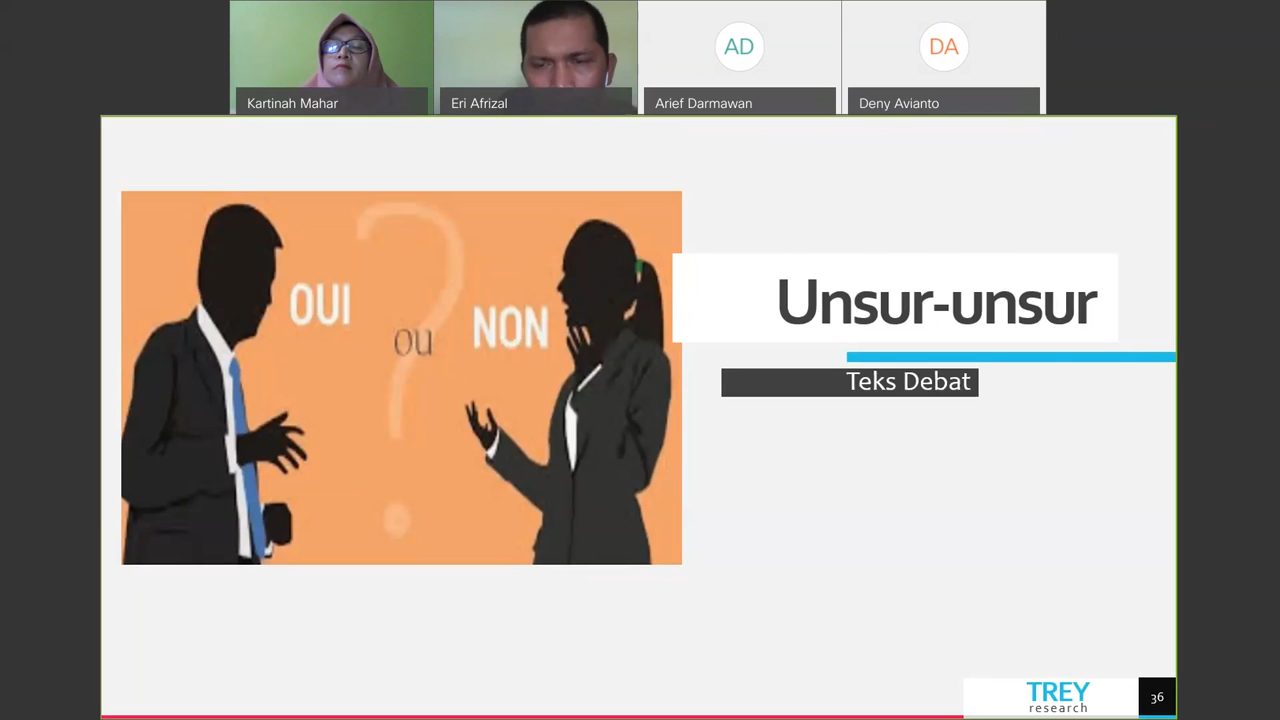 Kartinah Mahar
Eri Afrizal
AD
Arief Darmawan
DA
Deny Avianto
OUI
ou
NON
Unsur-unsur
Teks Debat
TREY
research
36